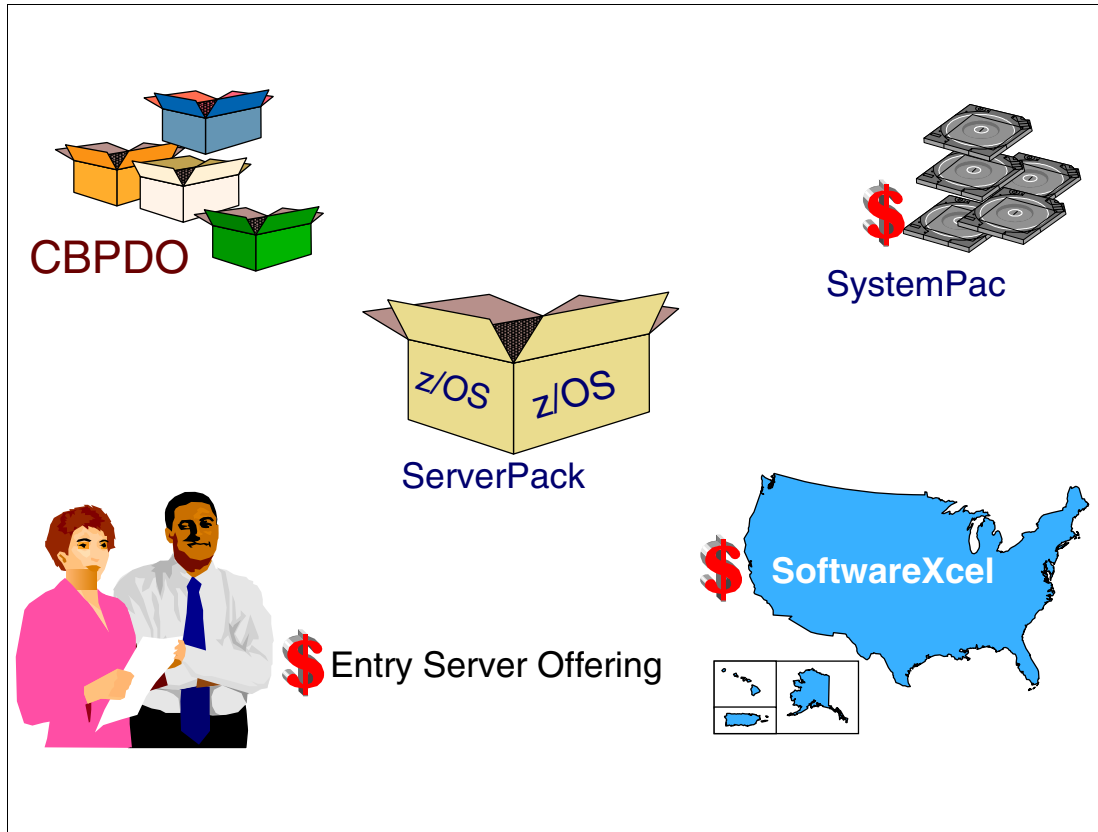 CBPDO
$
SystemPac
z/OS z/OS
ServerPack
$ SoftwareXcel
$ Entry Server Offering